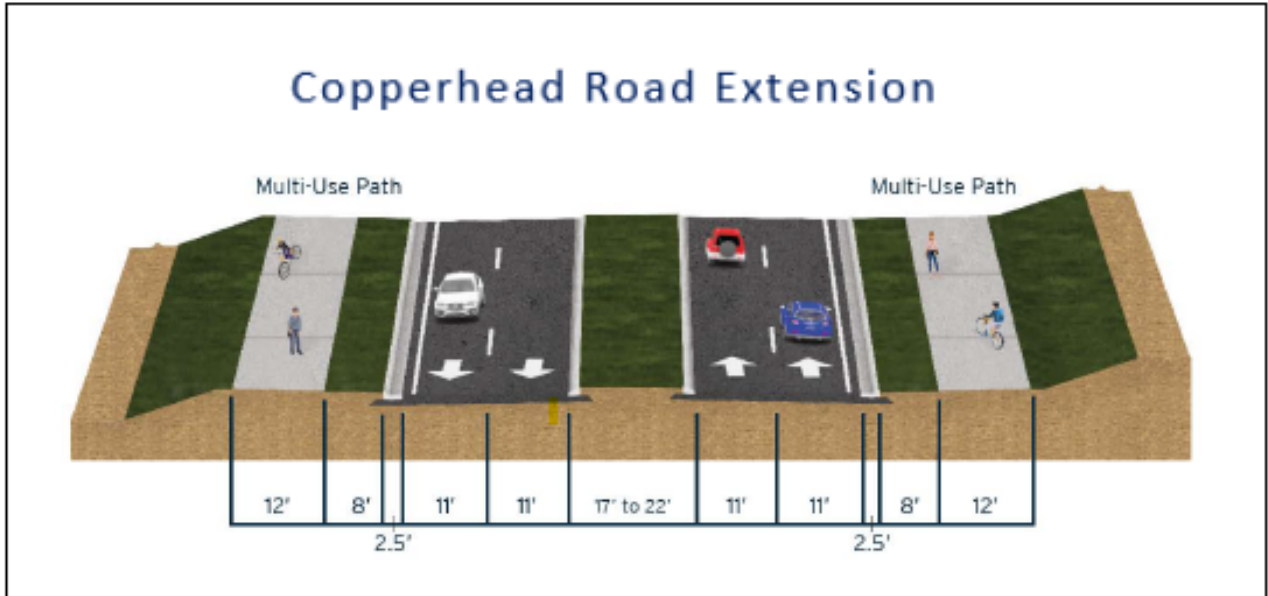 Copperhead Road Extension
Multi-Use Path Multi-Use Path
12' 8' 11' 11' 17' to 22' 11' 11' 8' 12'
2.5' 2.5'